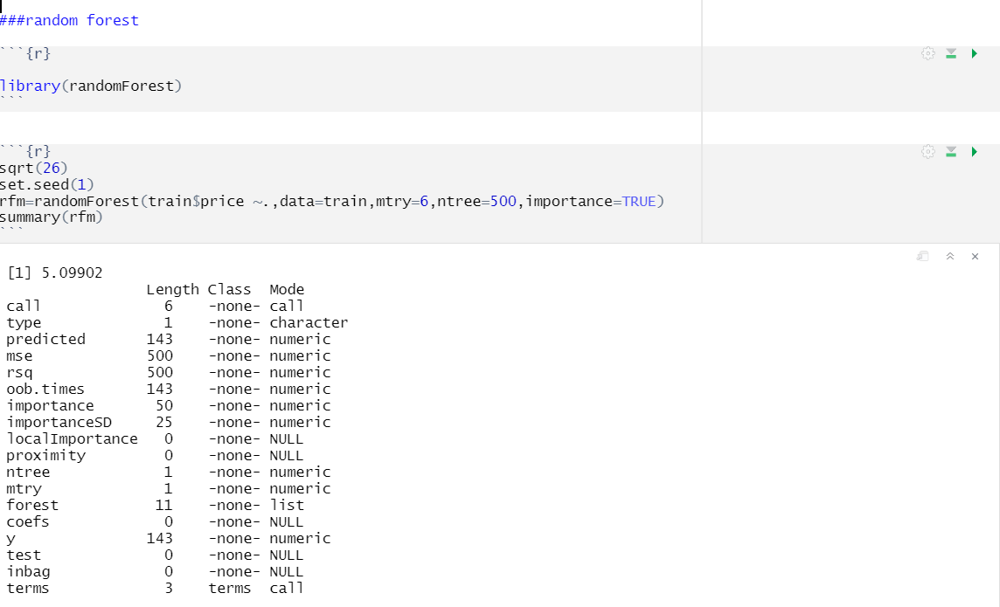 ###random forest
```{r}
library(randomForest)
```
```{r}
sqrt(26)
set.seed(1)
rfm=randomForest(train$price ~.,data=train,mtry=6,ntree=500,importance=TRUE)
summary(rfm)
```
[1] 5.09902
                Length Class  Mode
call              6    -none- call
type              1    -none- character
predicted       143    -none- numeric
mse             500    -none- numeric
rsq             500    -none- numeric
oob.times       143    -none- numeric
importance       50    -none- numeric
importanceSD     25    -none- numeric
localImportance   0    -none- NULL
proximity         0    -none- NULL
ntree             1    -none- numeric
mtry              1    -none- numeric
forest           11    -none- list
coefs             0    -none- NULL
y               143    -none- numeric
test              0    -none- NULL
inbag             0    -none- NULL
terms             3    terms  call